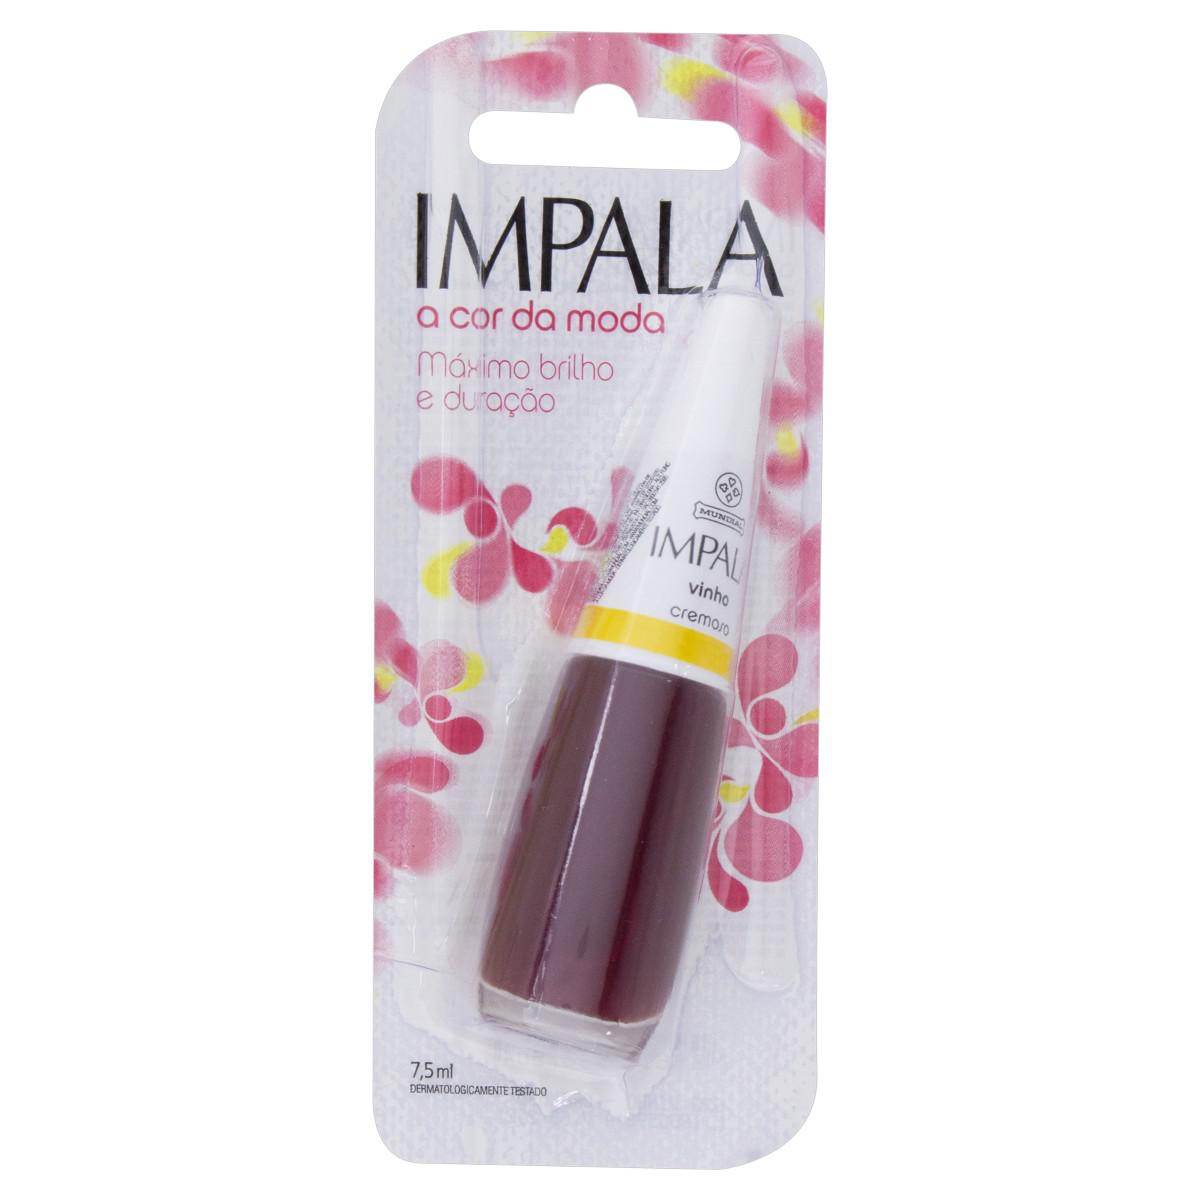 IMPALA
a cor da moda
Máximo brilho
e duração
MUNDIAL
IMPALA
vinho
cremoso
7,5 ml
DERMATOLOGICAMENTE TESTADO